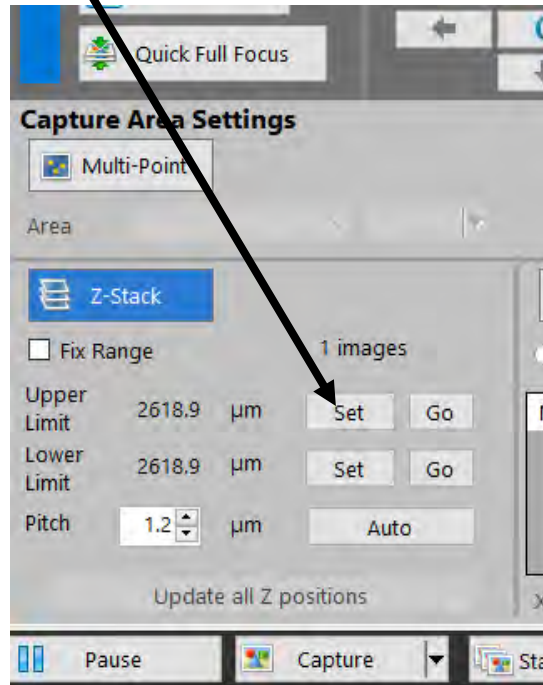 Quick Full Focus
Capture Area Settings
Multi-Point
Area
Z-Stack
Fix Range 1 images
Upper Limit 2618.9 µm Set Go
Lower Limit 2618.9 µm Set Go
Pitch 1.2 µm Auto
Update all Z positions
Pause Capture